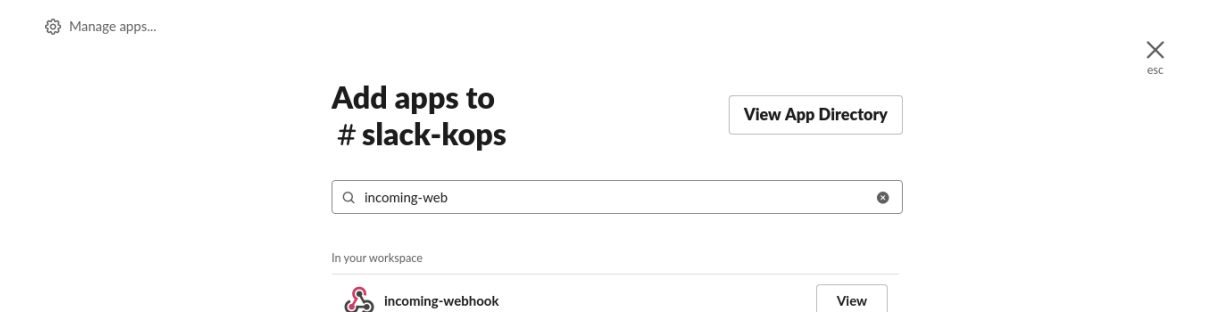 Manage apps...
esc
Add apps to
# slack-kops
View App Directory
incoming-web
In your workspace
incoming-webhook
View